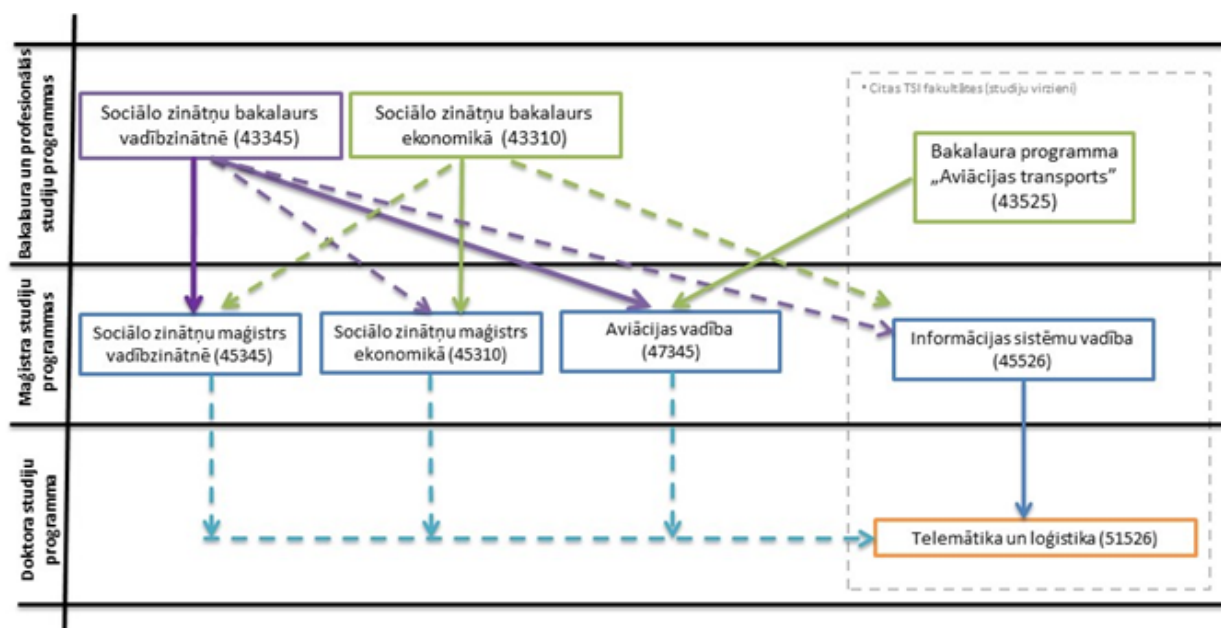 Bakalaura un profesionālās
studiju programmas
Sociālo zinātņu bakalaurs
vadībzinātnē (43345)
Sociālo zinātņu bakalaurs
ekonomikā (43310)
* Citas TSI fakultātes (studiju virzieni)
Bakalaura programma
„Aviācijas transports”
(43525)
Maģistra studiju
programmas
Sociālo zinātņu maģistrs
vadībzinātnē (45345)
Sociālo zinātņu maģistrs
ekonomikā (45310)
Aviācijas vadība
(47345)
Informācijas sistēmu vadība
(45526)
Doktora studiju
programma
Telemātika un loģistika (51526)